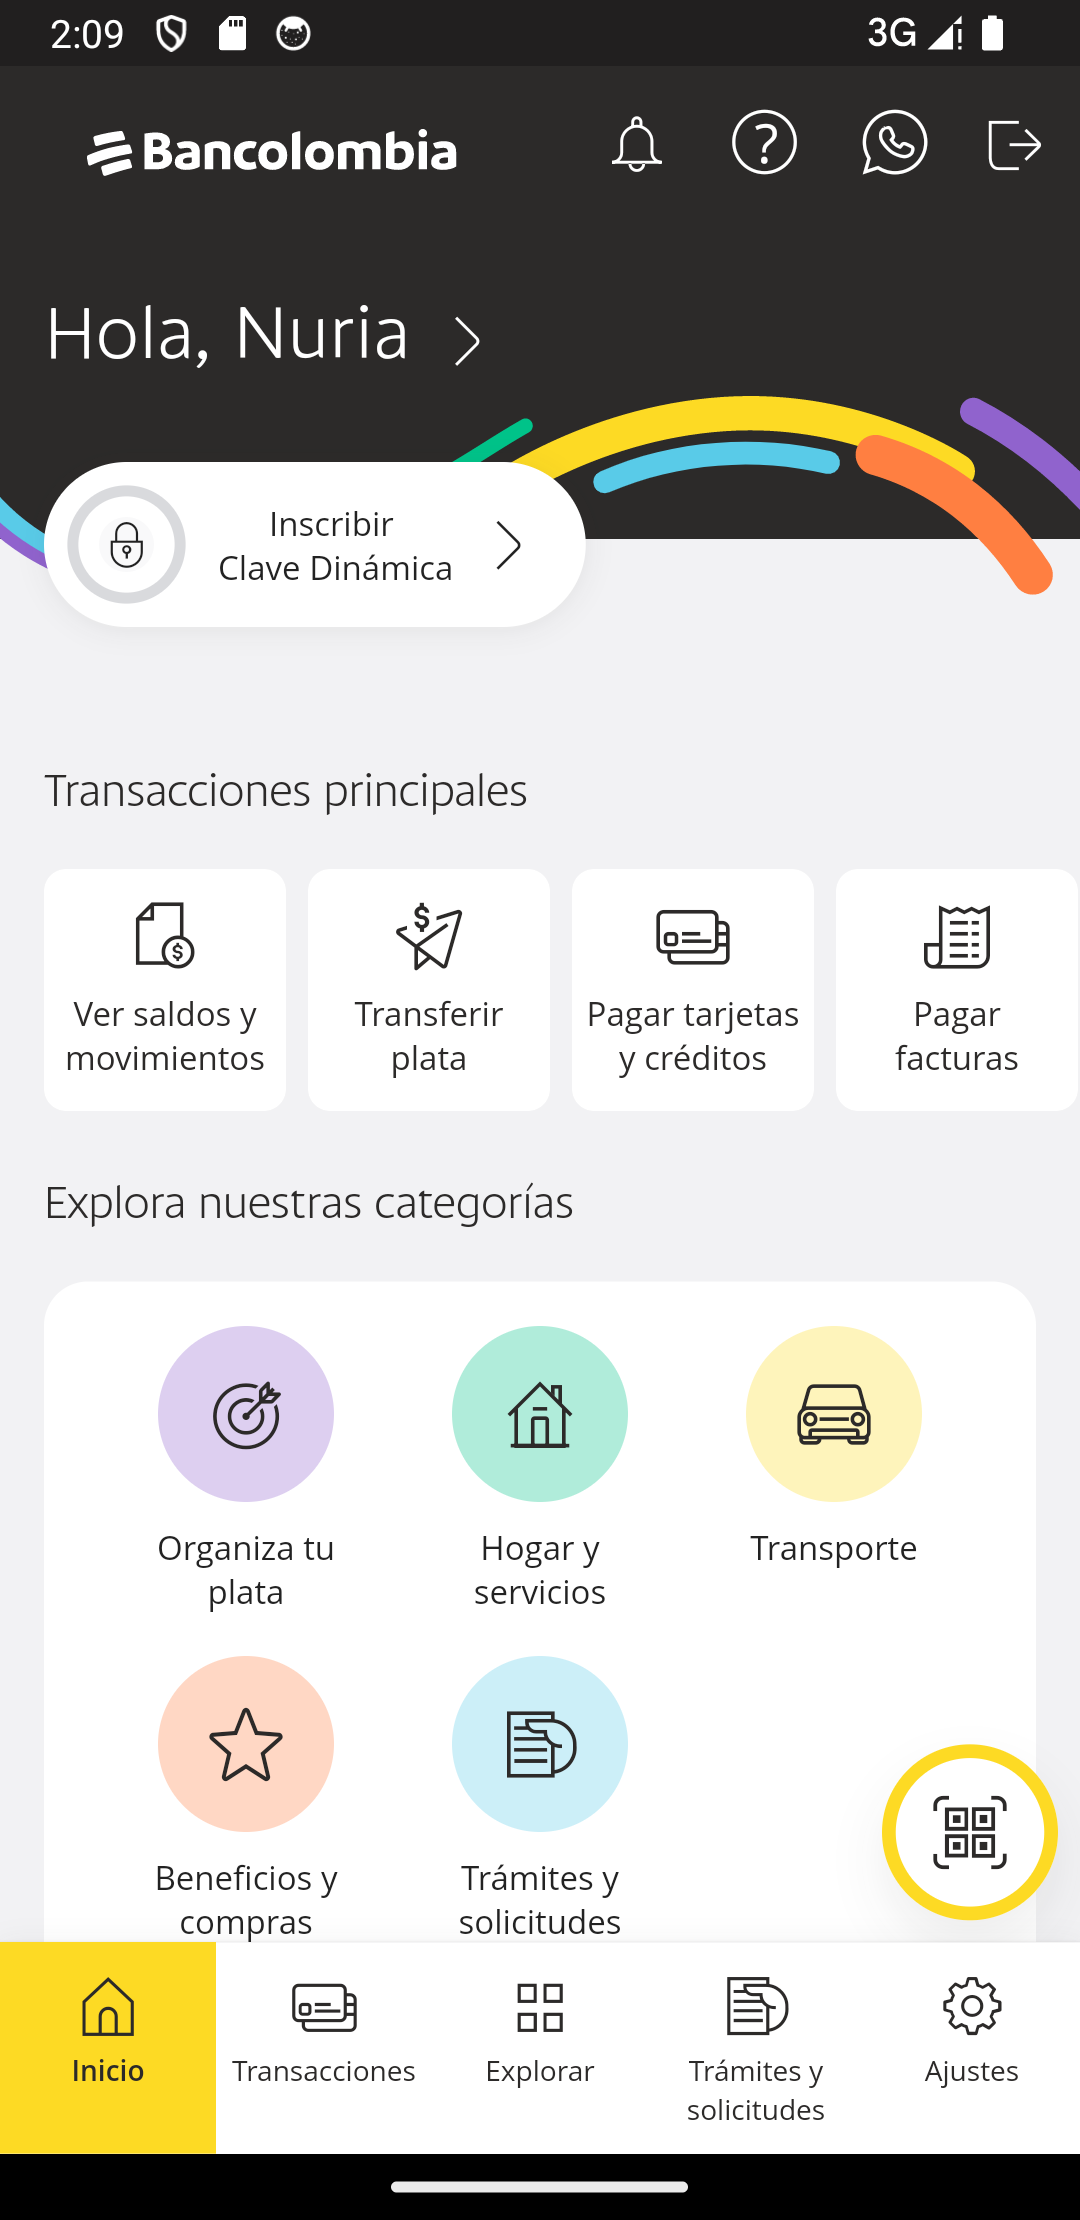 2:09
3G
Bancolombia
Hola, Nuria
Inscribir
Clave Dinámica
Transacciones principales
Ver saldos y
movimientos
Transferir
plata
Pagar tarjetas
y créditos
Pagar
facturas
Explora nuestras categorías
Organiza tu
plata
Hogar y
servicios
Transporte
Beneficios y
compras
Trámites y
solicitudes
Inicio
Transacciones
Explorar
Trámites y
solicitudes
Ajustes